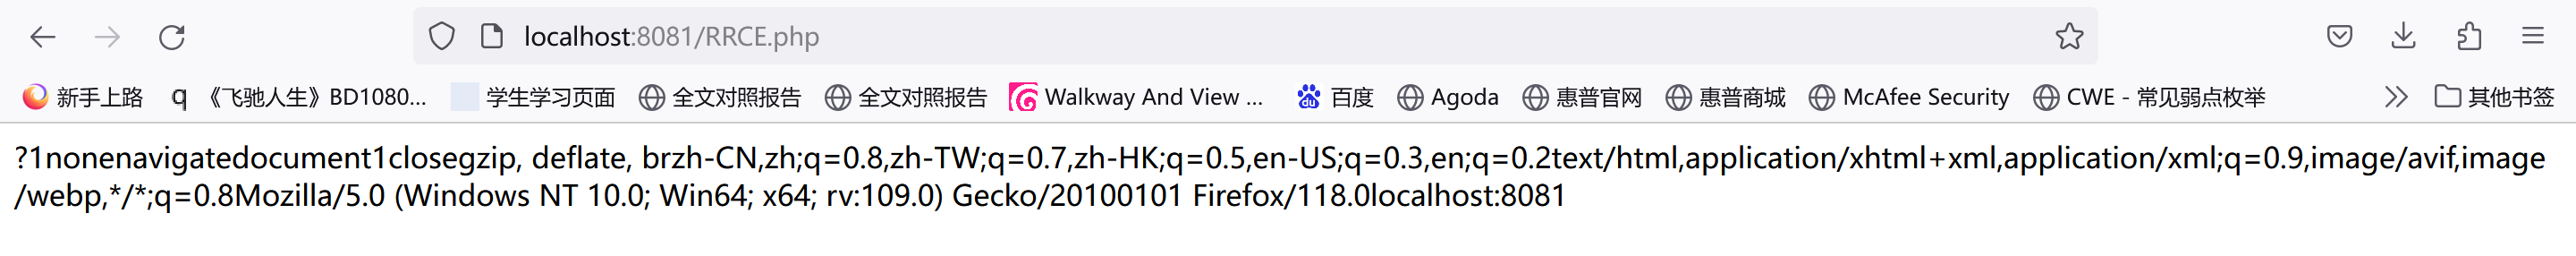 localhost:8081/RRCE.php
新手上路 q 《飞驰人生》BD1080... 学生学习页面 全文对照报告 全文对照报告 Walkway And View ... du 百度 Agoda 惠普官网 惠普商城 McAfee Security CWE - 常见弱点枚举 其他书签
?1nonenavigatedocument1closegzip, deflate, brzh-CN,zh;q=0.8,zh-TW;q=0.7,zh-HK;q=0.5,en-US;q=0.3,en;q=0.2text/html,application/xhtml+xml,application/xml;q=0.9,image/avif,image
/webp,*/*;q=0.8Mozilla/5.0 (Windows NT 10.0; Win64; x64; rv:109.0) Gecko/20100101 Firefox/118.0localhost:8081